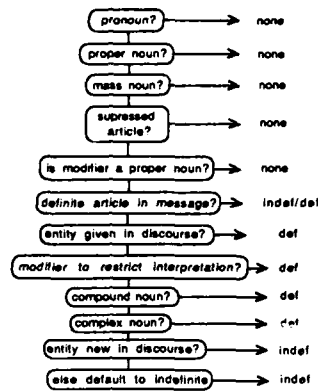 pronoun? none
proper noun? none
mass noun? none
supressed
article? none
is modifier a proper noun? none
definite article in message? indef/def
entity given in discourse? def
modifier to restrict interpretation? def
compound noun? def
complex noun? def
entity new in discourse? indef
else default to indefinite indef